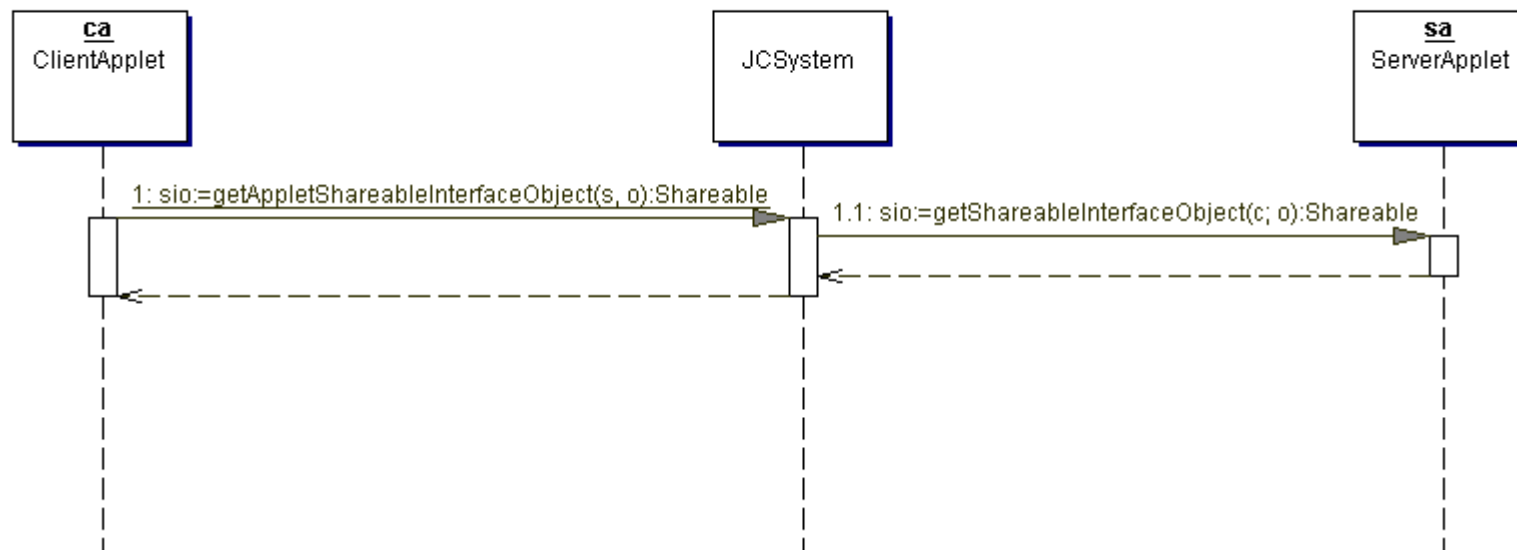 ca
ClientApplet
JCSystem
sa
ServerApplet
1: sio:=getAppletShareableInterfaceObject(s, o):Shareable
1.1: sio:=getShareableInterfaceObject(c; o):Shareable